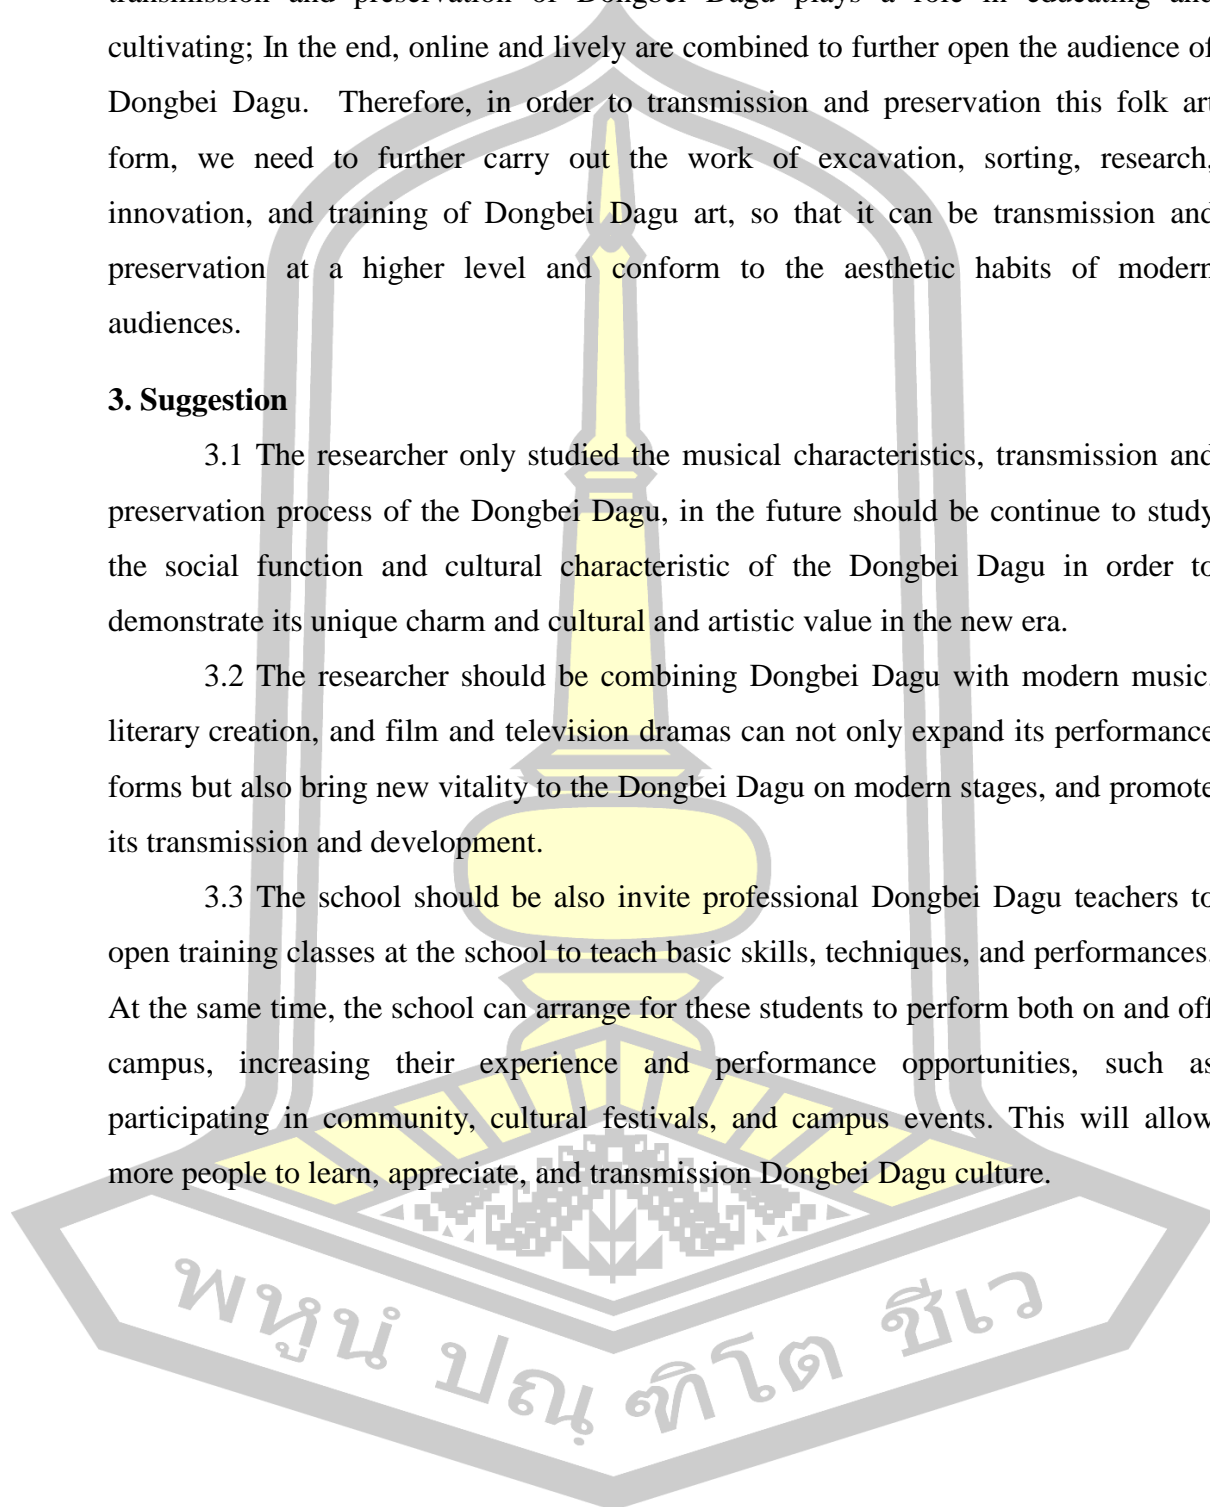 transmission and preservation of Dongbei Dagu plays a role in educating and
cultivating; In the end, online and lively are combined to further open the audience of
Dongbei Dagu. Therefore, in order to transmission and preservation this folk art
form, we need to further carry out the work of excavation, sorting, research,
innovation, and training of Dongbei Dagu art, so that it can be transmission and
preservation at a higher level and conform to the aesthetic habits of modern
audiences.
3. Suggestion
3.1 The researcher only studied the musical characteristics, transmission and
preservation process of the Dongbei Dagu, in the future should be continue to study
the social function and cultural characteristic of the Dongbei Dagu in order to
demonstrate its unique charm and cultural and artistic value in the new era.
3.2 The researcher should be combining Dongbei Dagu with modern music,
literary creation, and film and television dramas can not only expand its performance
forms but also bring new vitality to the Dongbei Dagu on modern stages, and promote
its transmission and development.
3.3 The school should be also invite professional Dongbei Dagu teachers to
open training classes at the school to teach basic skills, techniques, and performances.
At the same time, the school can arrange for these students to perform both on and off
campus, increasing their experience and performance opportunities, such as
participating in community, cultural festivals, and campus events. This will allow
more people to learn, appreciate, and transmission Dongbei Dagu culture.
พหูนํ ปณฺฑิโต ชีเว